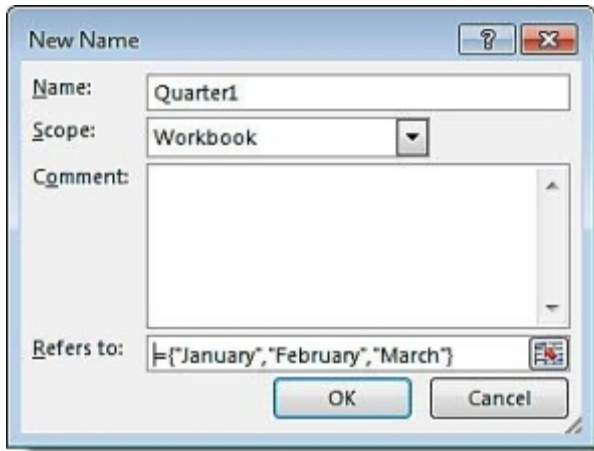 New Name
Name: Quarter1
Scope: Workbook
Comment:
Refers to: ={"January","February","March"}
OK Cancel